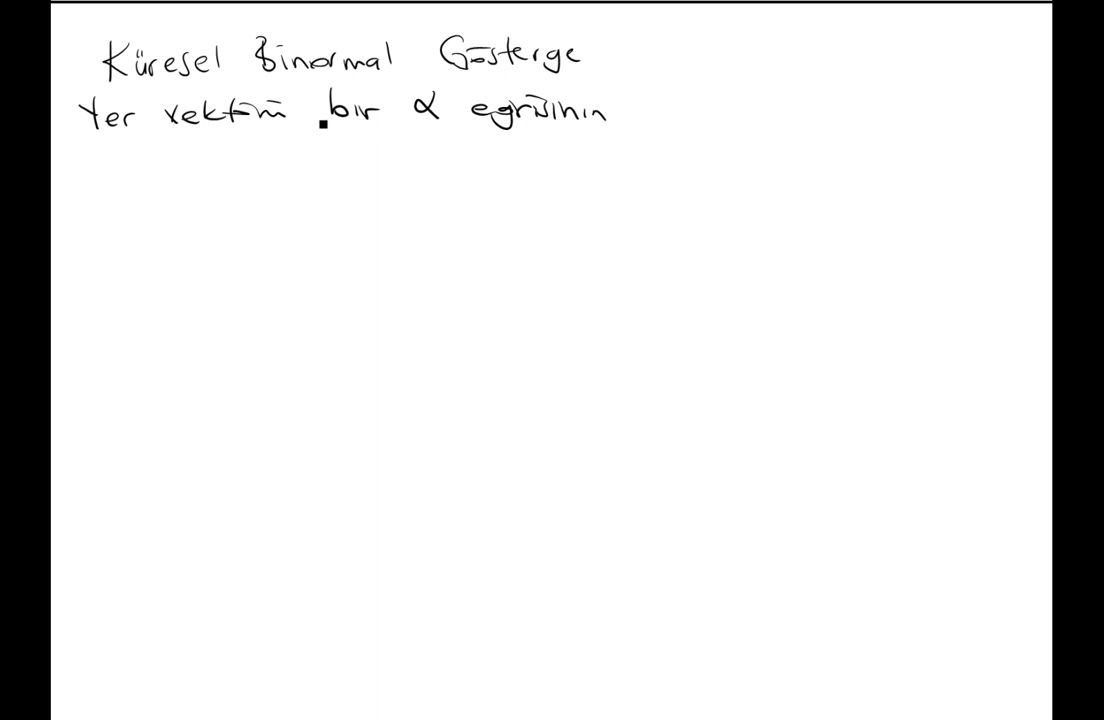 Küresel Binormal Gösterge
Yer vektörü bir α eğrisinin